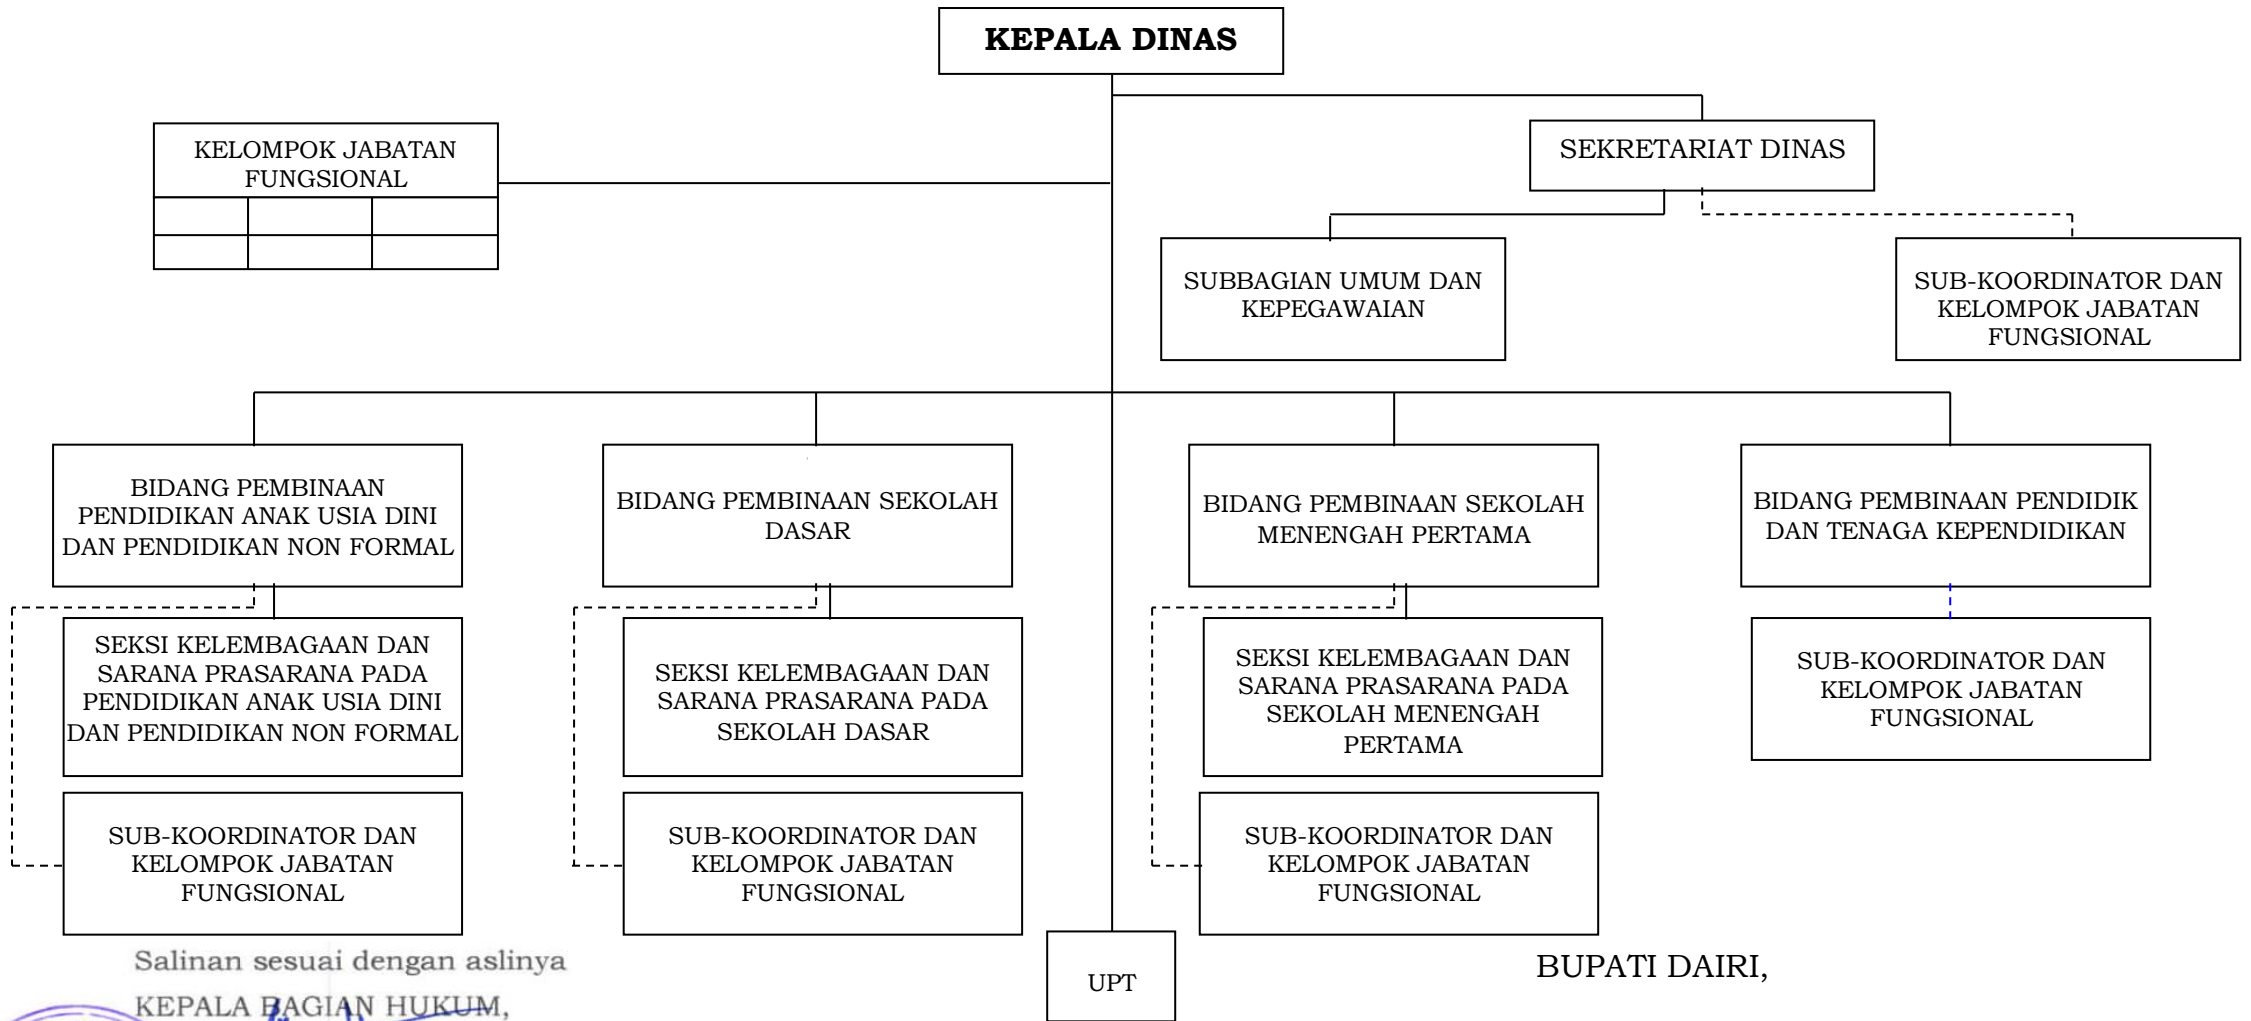 KEPALA DINAS
KELOMPOK JABATAN
FUNGSIONAL
SEKRETARIAT DINAS
SUBBAGIAN UMUM DAN
KEPEGAWAIAN
SUB-KOORDINATOR DAN
KELOMPOK JABATAN
FUNGSIONAL
BIDANG PEMBINAAN
PENDIDIKAN ANAK USIA DINI
DAN PENDIDIKAN NON FORMAL
BIDANG PEMBINAAN SEKOLAH
DASAR
BIDANG PEMBINAAN SEKOLAH
MENENGAH PERTAMA
BIDANG PEMBINAAN PENDIDIK
DAN TENAGA KEPENDIDIKAN
SEKSI KELEMBAGAAN DAN
SARANA PRASARANA PADA
PENDIDIKAN ANAK USIA DINI
DAN PENDIDIKAN NON FORMAL
SEKSI KELEMBAGAAN DAN
SARANA PRASARANA PADA
SEKOLAH DASAR
SEKSI KELEMBAGAAN DAN
SARANA PRASARANA PADA
SEKOLAH MENENGAH
PERTAMA
SUB-KOORDINATOR DAN
KELOMPOK JABATAN
FUNGSIONAL
SUB-KOORDINATOR DAN
KELOMPOK JABATAN
FUNGSIONAL
SUB-KOORDINATOR DAN
KELOMPOK JABATAN
FUNGSIONAL
SUB-KOORDINATOR DAN
KELOMPOK JABATAN
FUNGSIONAL
UPT
Salinan sesuai dengan aslinya
KEPALA BAGIAN HUKUM,
BUPATI DAIRI,